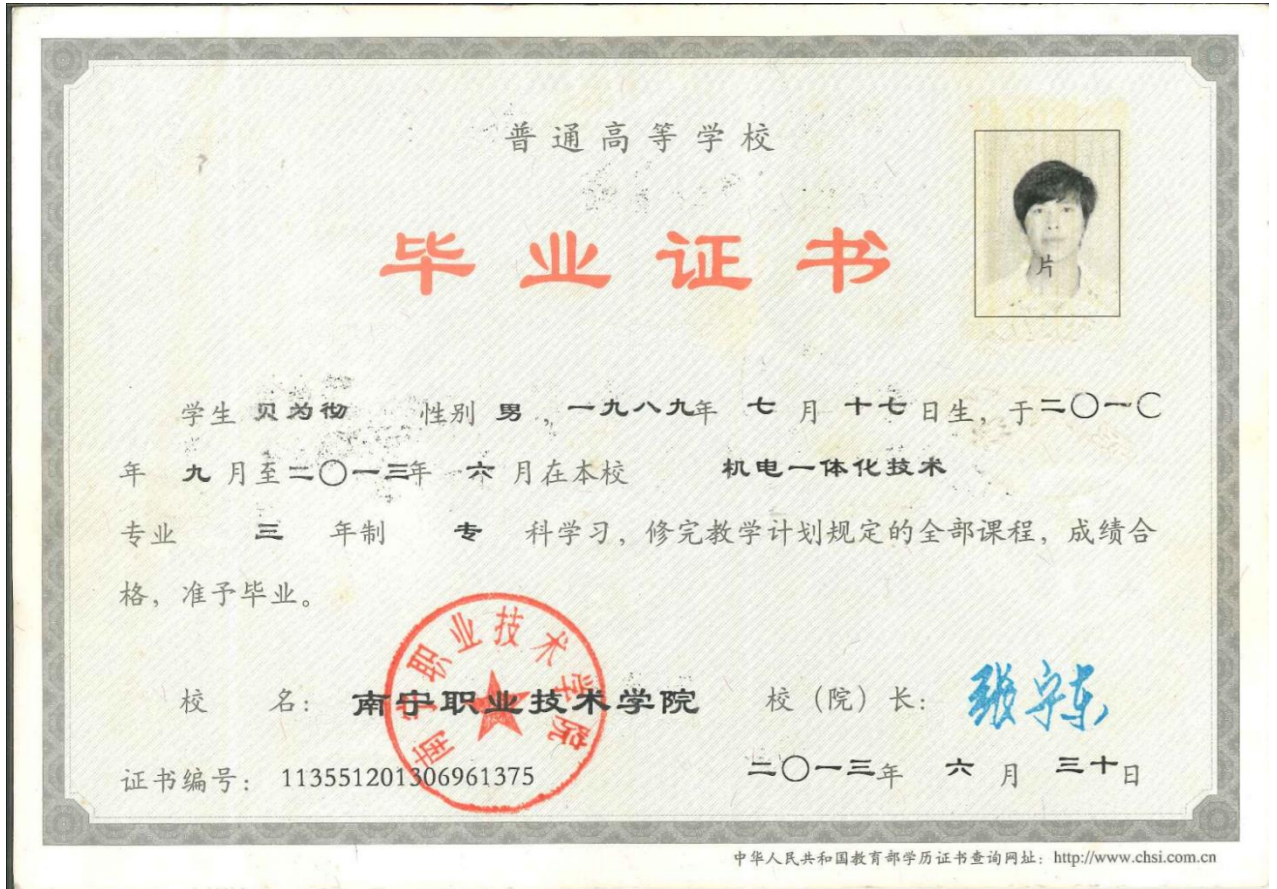 普通高等学校
毕业证书
片
学生 贝为彻 性别 男 ，一九八九年 七 月 十七 日生，于二〇一〇
年 九 月至二〇一三年 六 月在本校 机电一体化技术
专业 三 年制 专 科学习，修完教学计划规定的全部课程，成绩合
格，准予毕业。
南宁职业技术学院
校 名： 南宁职业技术学院 校（院）长： 张宁东
证书编号： 113551201306961375 二〇一三年 六 月 三十日
中华人民共和国教育部学历证书查询网址：http://www.chsi.com.cn